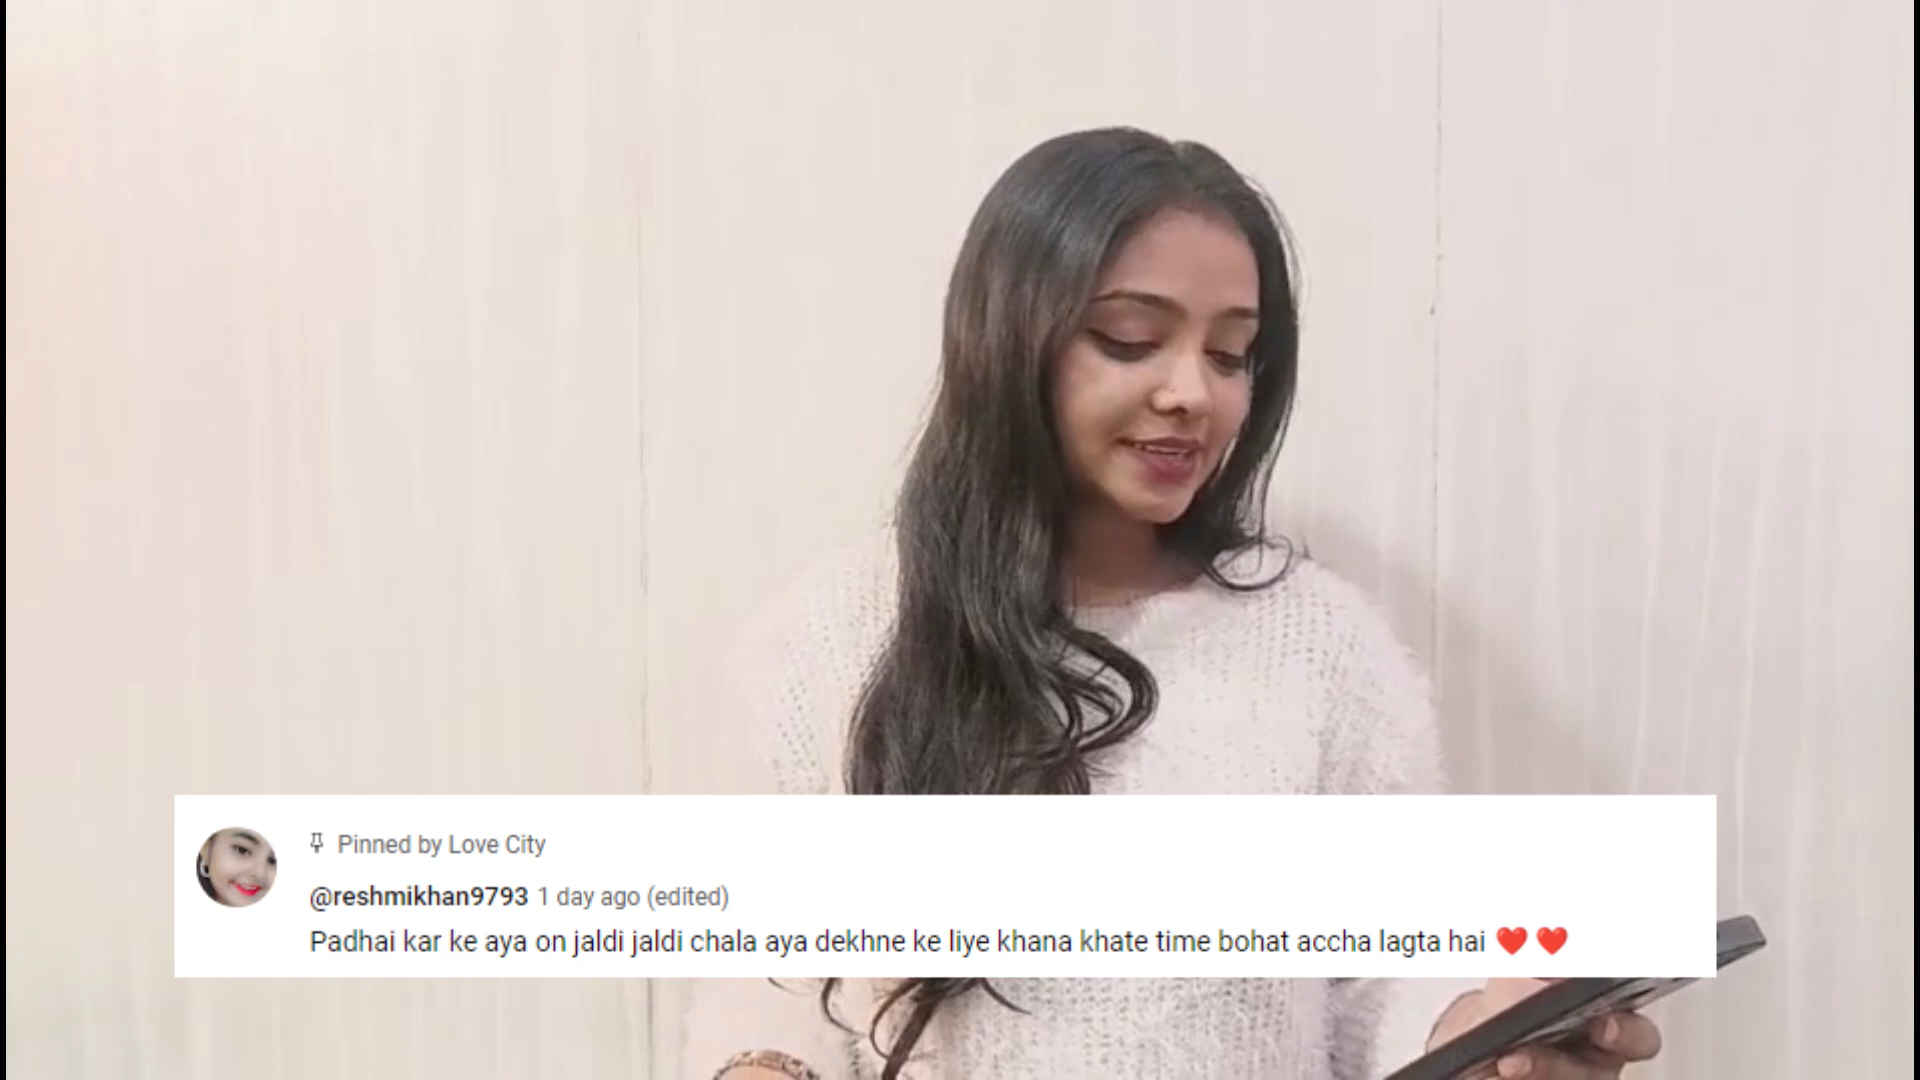 Pinned by Love City
@reshmikhan9793 1 day ago (edited)
Padhai kar ke aya on jaldi jaldi chala aya dekhne ke liye khana khate time bohat accha lagta hai ❤️❤️